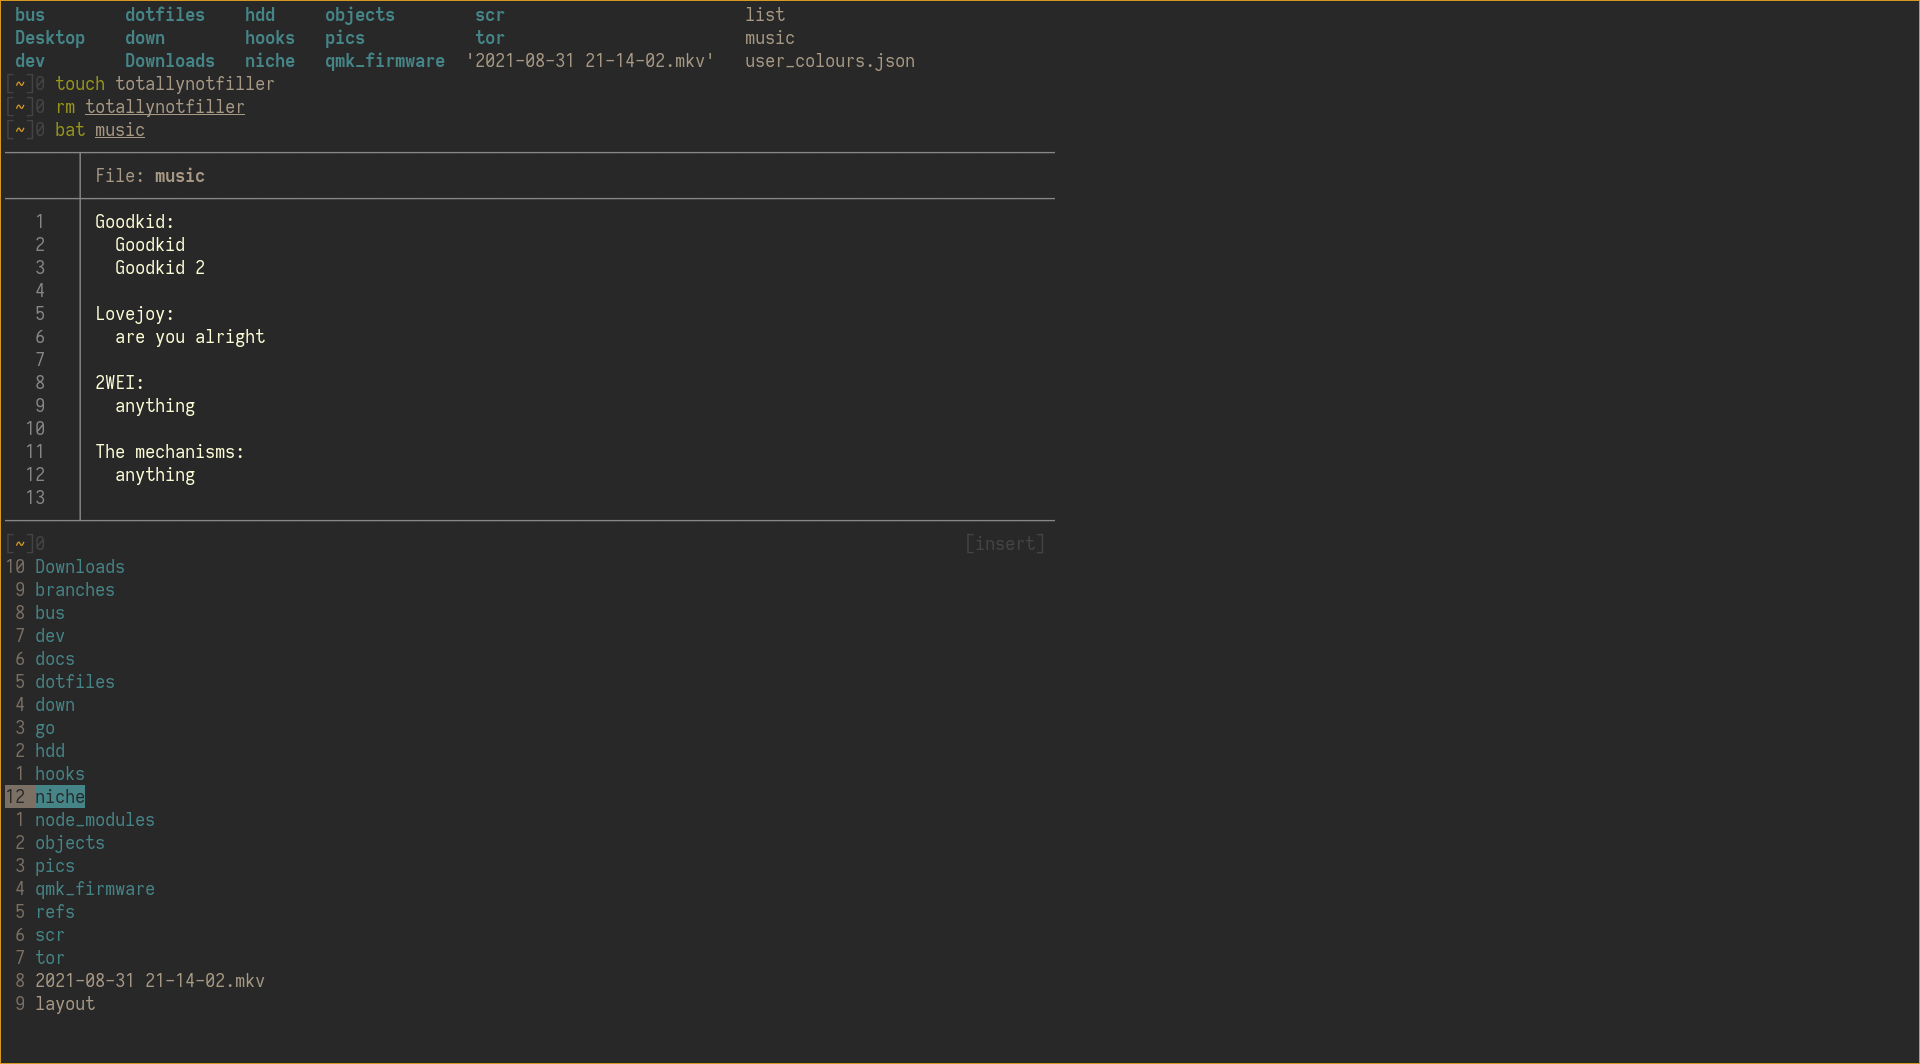 bus dotfiles hdd objects scr list
Desktop down hooks pics tor music
dev Downloads niche qmk_firmware '2021-08-31 21-14-02.mkv' user_colours.json
[~]0 touch totallynotfiller
[~]0 rm totallynotfiller
[~]0 bat music
File: music
1 Goodkid:
2 Goodkid
3 Goodkid 2
4
5 Lovejoy:
6 are you alright
7
8 2WEI:
9 anything
10
11 The mechanisms:
12 anything
13
[~]0 [insert]
10 Downloads
9 branches
8 bus
7 dev
6 docs
5 dotfiles
4 down
3 go
2 hdd
1 hooks
12 niche
1 node_modules
2 objects
3 pics
4 qmk_firmware
5 refs
6 scr
7 tor
8 2021-08-31 21-14-02.mkv
9 layout